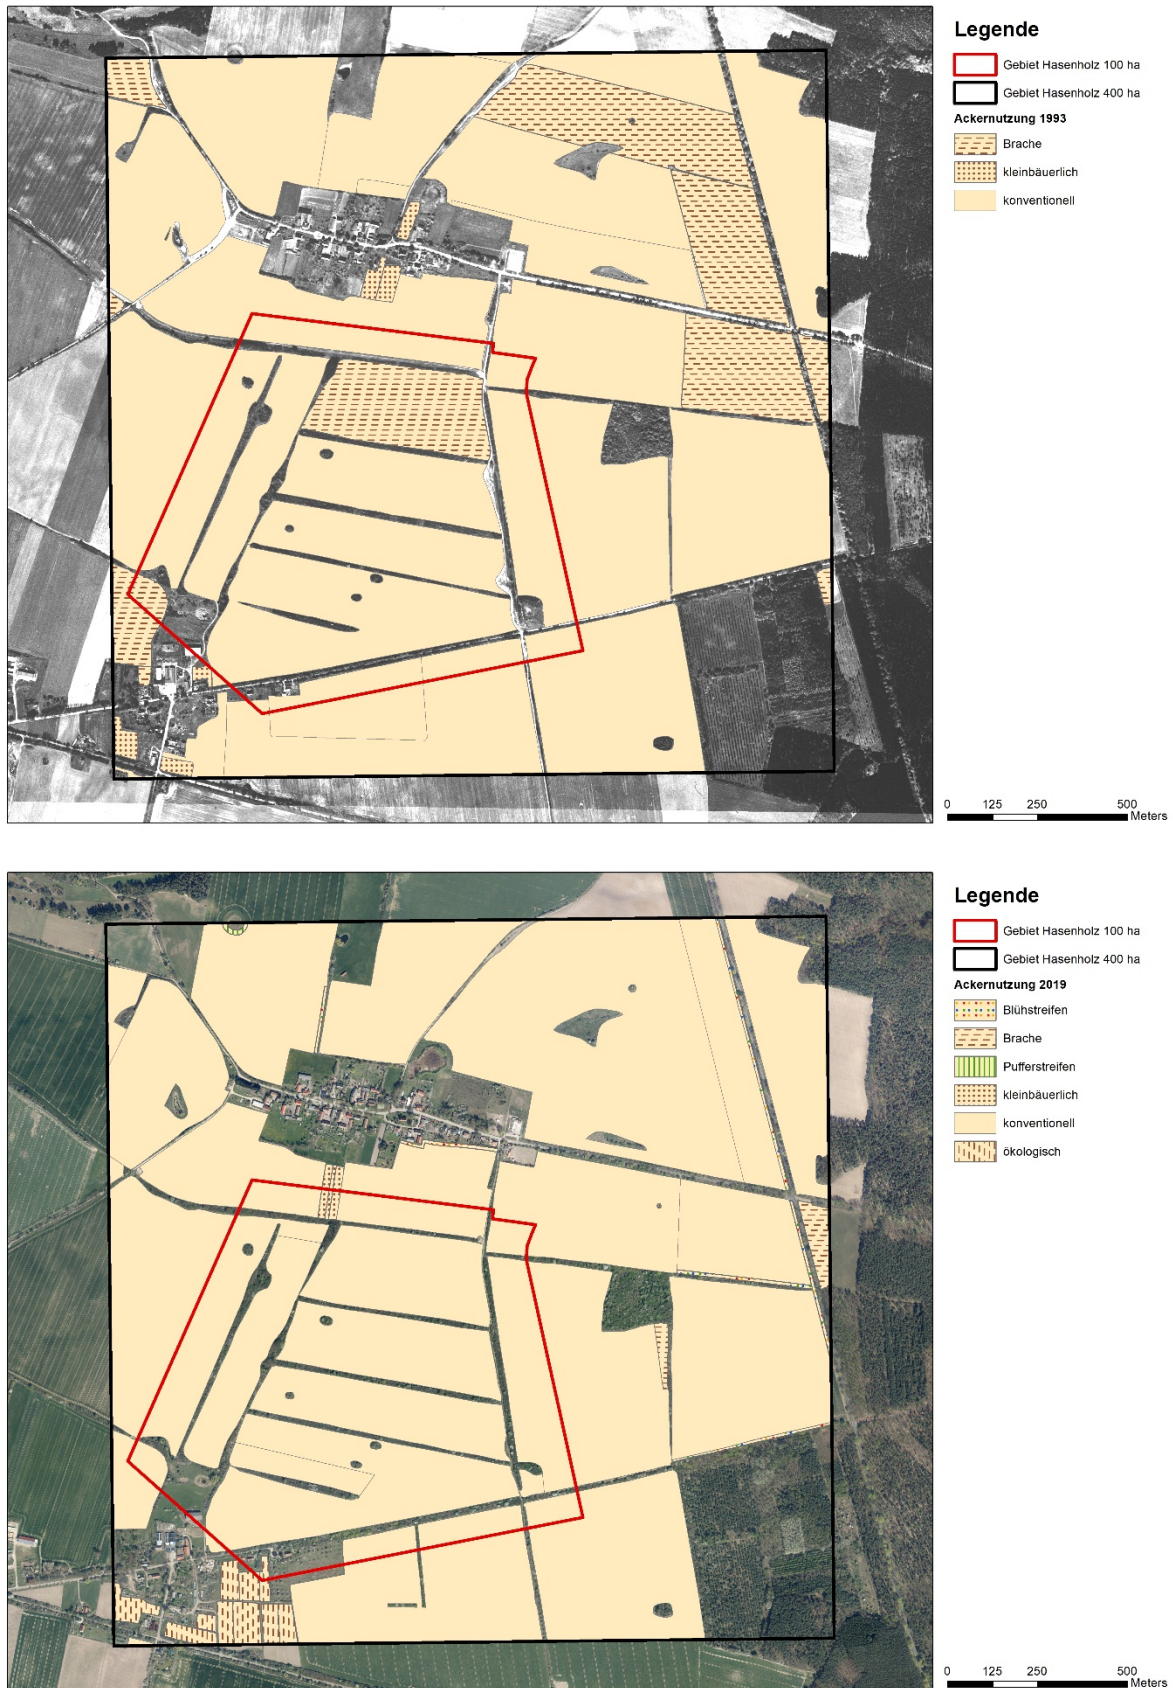 Legende
Gebiet Hasenholz 100 ha
Gebiet Hasenholz 400 ha
Ackernutzung 1993
Brache
kleinbäuerlich
konventionell
0 125 250 500
Meters
Legende
Gebiet Hasenholz 100 ha
Gebiet Hasenholz 400 ha
Ackernutzung 2019
Blühstreifen
Brache
Pufferstreifen
kleinbäuerlich
konventionell
ökologisch
0 125 250 500
Meters